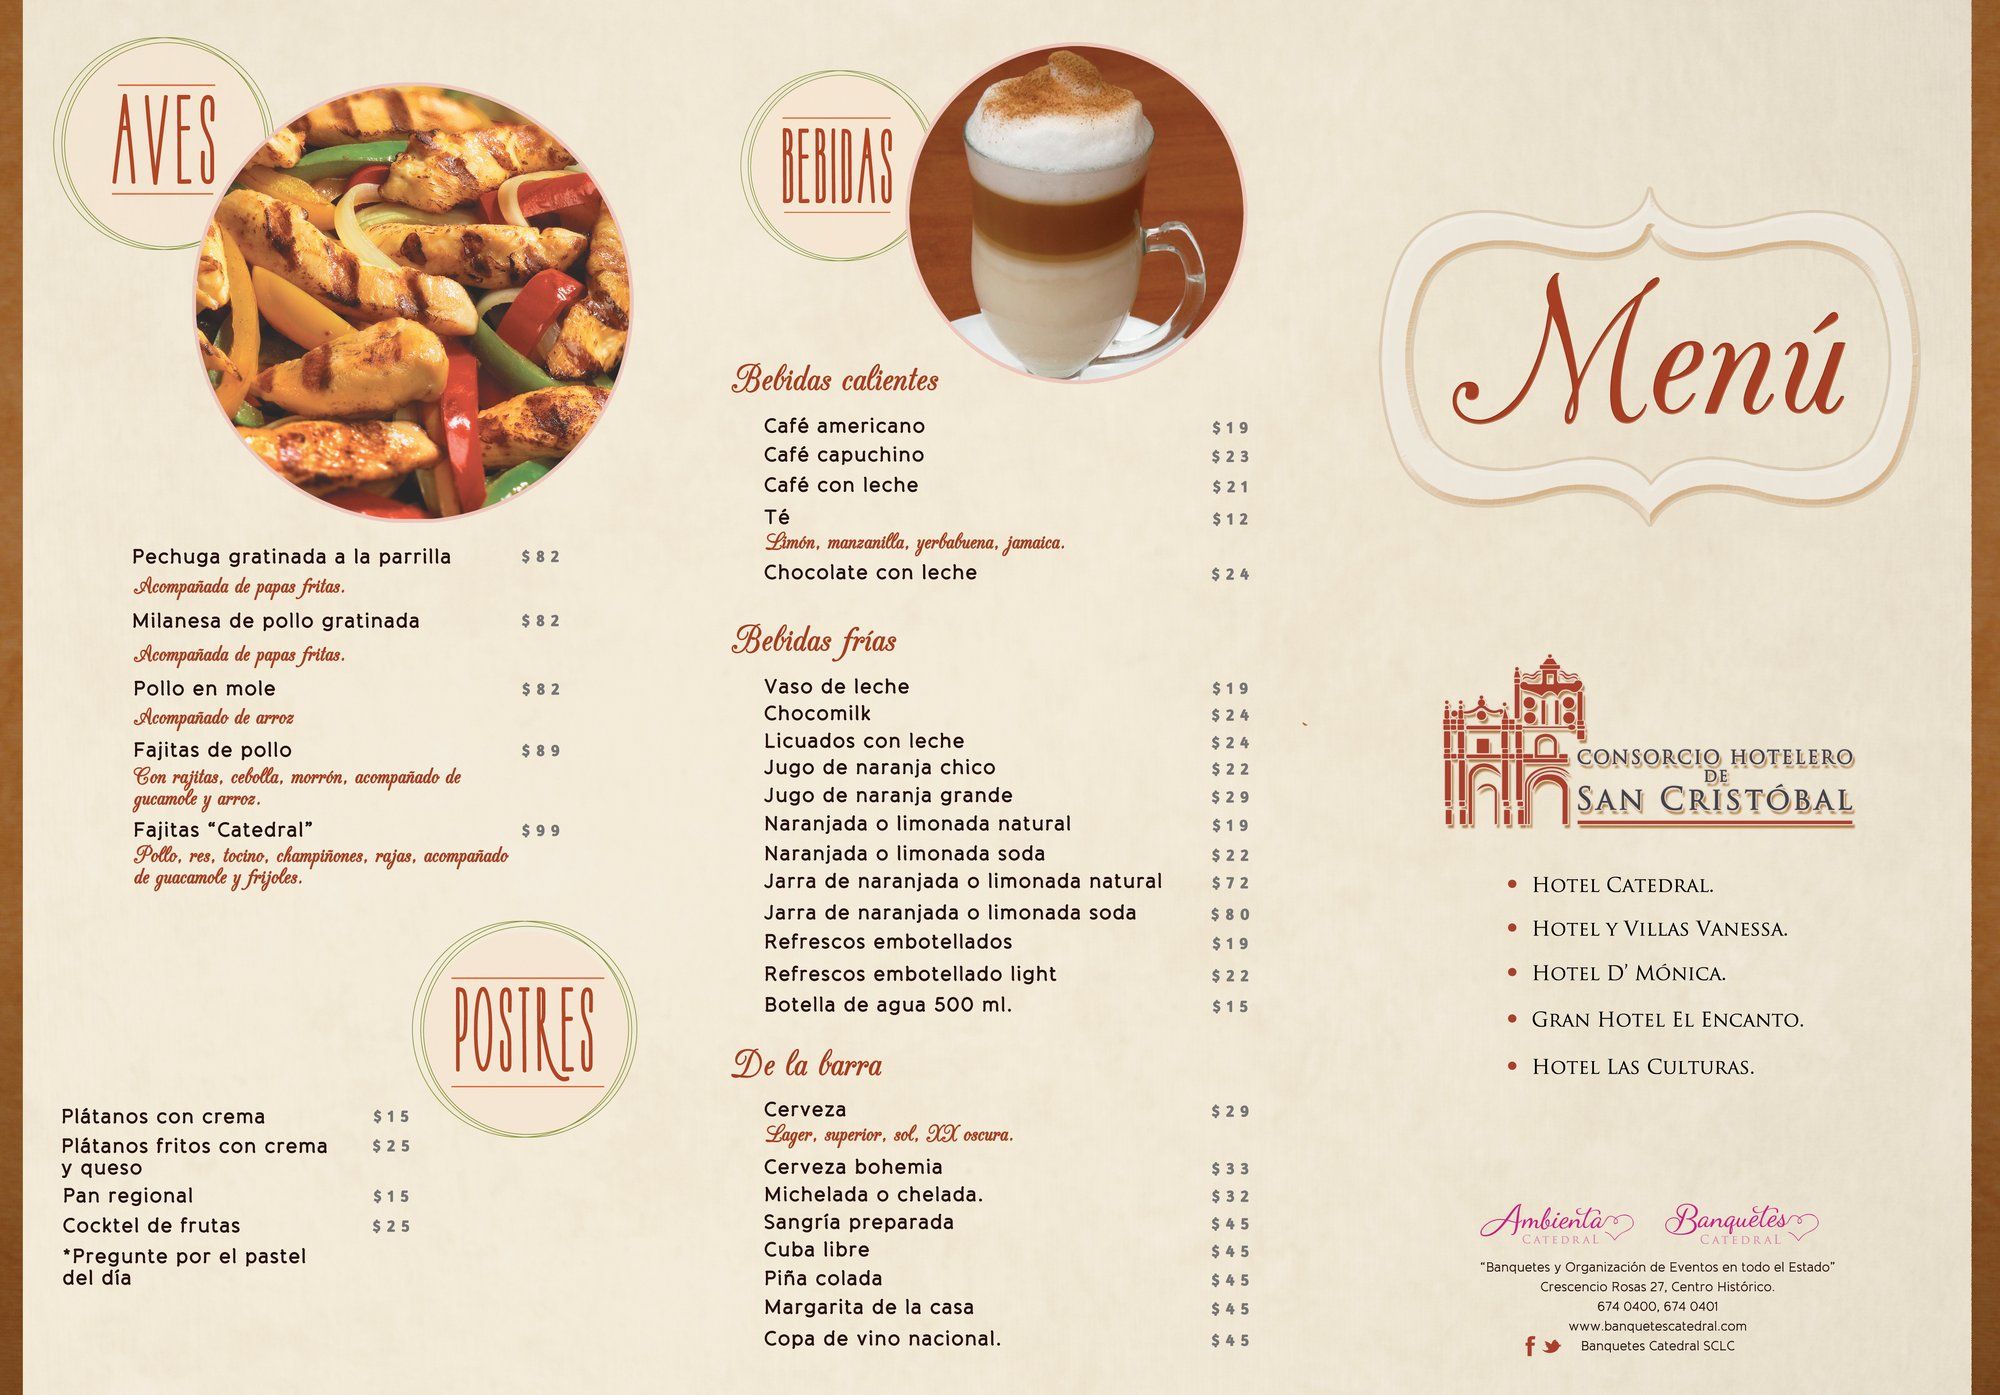 AVES
Pechuga gratinada a la parrilla $82
Acompañada de papas fritas.
Milanesa de pollo gratinada $82
Acompañada de papas fritas.
Pollo en mole $82
Acompañado de arroz
Fajitas de pollo $89
Con rajitas, cebolla, morrón, acompañado de
gucamole y arroz.
Fajitas “Catedral” $99
Pollo, res, tocino, champiñones, rajas, acompañado
de guacamole y frijoles.
POSTRES
Plátanos con crema $15
Plátanos fritos con crema $25
y queso
Pan regional $15
Cocktel de frutas $25
*Pregunte por el pastel
del día
BEBIDAS
Bebidas calientes
Café americano $19
Café capuchino $23
Café con leche $21
Té $12
Limón, manzanilla, yerbabuena, jamaica.
Chocolate con leche $24
Bebidas frías
Vaso de leche $19
Chocomilk $24
Licuados con leche $24
Jugo de naranja chico $22
Jugo de naranja grande $29
Naranjada o limonada natural $19
Naranjada o limonada soda $22
Jarra de naranjada o limonada natural $72
Jarra de naranjada o limonada soda $80
Refrescos embotellados $19
Refrescos embotellado light $22
Botella de agua 500 ml. $15
De la barra
Cerveza $29
Lager, superior, sol, XX oscura.
Cerveza bohemia $33
Michelada o chelada. $32
Sangría preparada $45
Cuba libre $45
Piña colada $45
Margarita de la casa $45
Copa de vino nacional. $45
Menú
CONSORCIO HOTELERO
DE
SAN CRISTÓBAL
• HOTEL CATEDRAL.
• HOTEL Y VILLAS VANESSA.
• HOTEL D’ MÓNICA.
• GRAN HOTEL EL ENCANTO.
• HOTEL LAS CULTURAS.
Ambienta Banquetes
CATEDRAL CATEDRAL
“Banquetes y Organización de Eventos en todo el Estado”
Crescencio Rosas 27, Centro Histórico.
674 0400, 674 0401
www.banquetescatedral.com
Banquetes Catedral SCLC